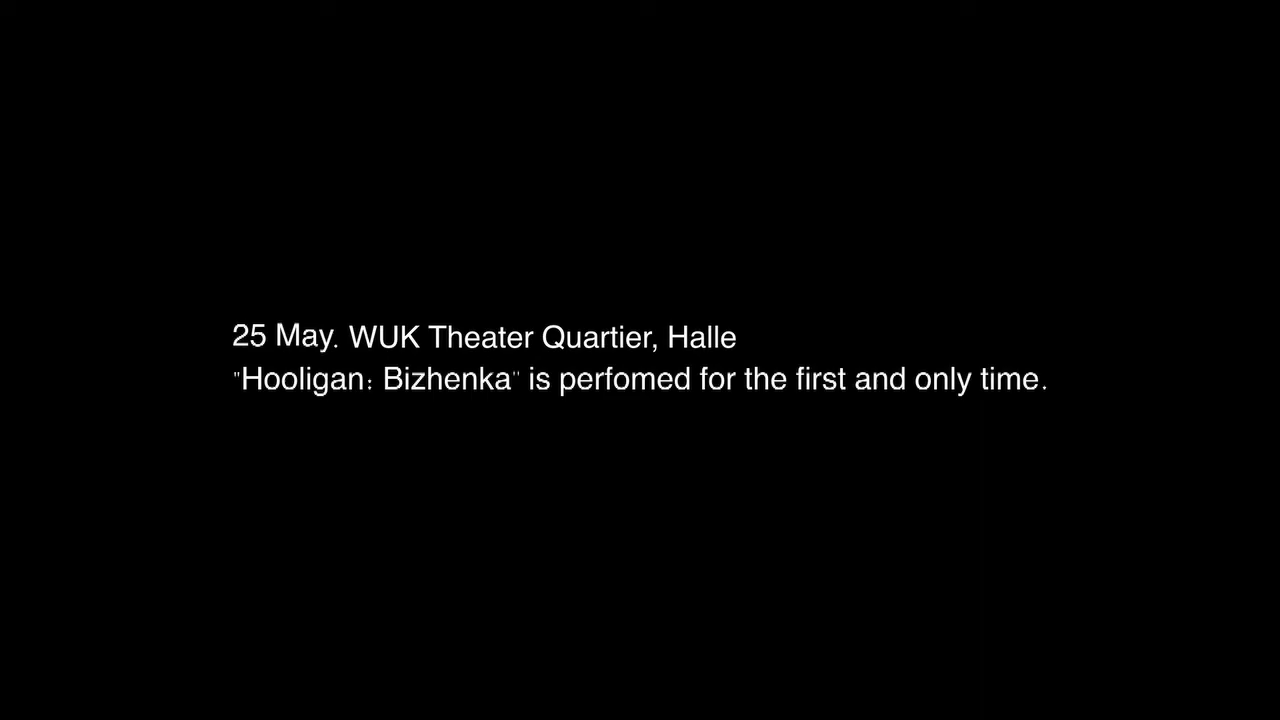 25 May. WUK Theater Quartier, Halle
"Hooligan: Bizhenka" is perfomed for the first and only time.